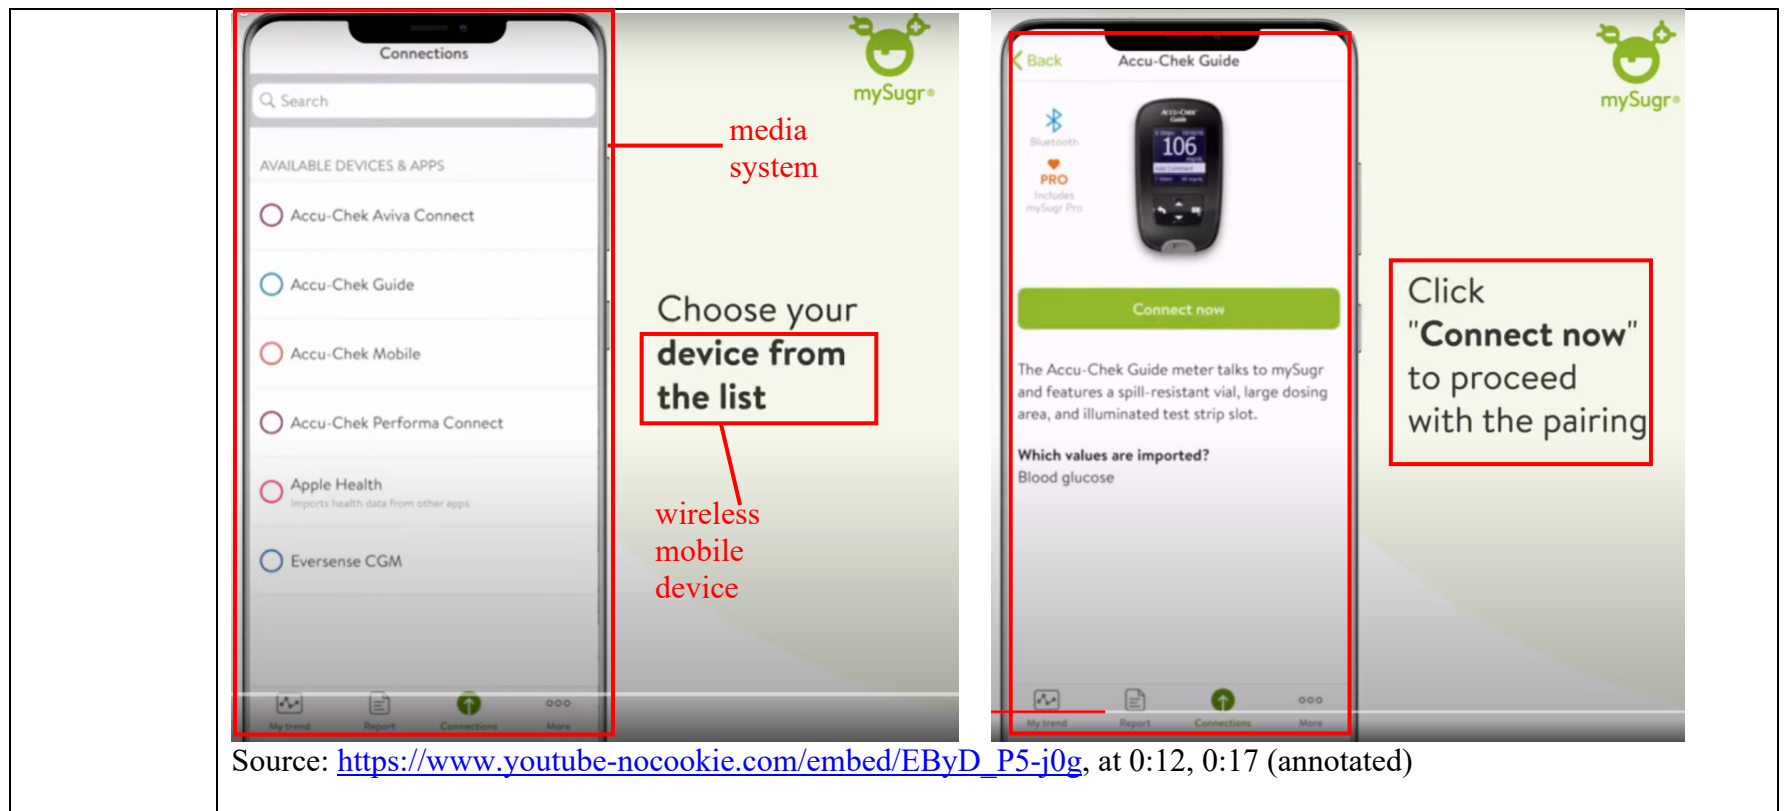 Connections
Search
AVAILABLE DEVICES & APPS
Accu-Chek Aviva Connect
Accu-Chek Guide
Accu-Chek Mobile
Accu-Chek Performa Connect
Apple Health
Imports health data from other apps
Eversense CGM
My trend
Report
Connections
More
mySugr®
media
system
Choose your
device from
the list
wireless
mobile
device
Back
Accu-Chek Guide
Bluetooth
PRO
Includes
mySugr Pro
ACCU-CHEK
Guide
106
mg/dL
Connect now
The Accu-Chek Guide meter talks to mySugr
and features a spill-resistant vial, large dosing
area, and illuminated test strip slot.
Which values are imported?
Blood glucose
My trend
Report
Connections
More
mySugr®
Click
"Connect now"
to proceed
with the pairing
Source: https://www.youtube-nocookie.com/embed/EByD_P5-j0g, at 0:12, 0:17 (annotated)